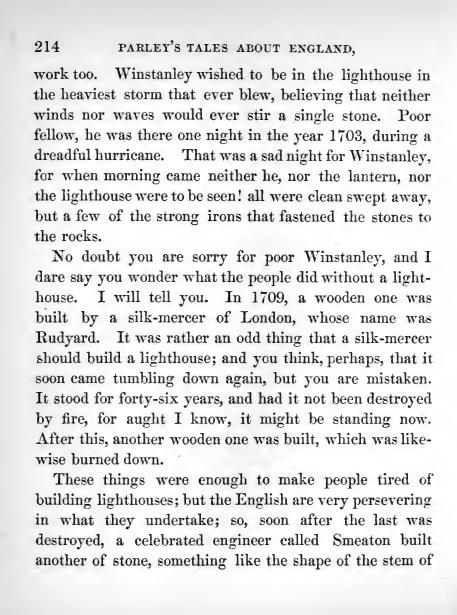 214 PARLEY'S TALES ABOUT ENGLAND,
work too. Winstanley wished to be in the lighthouse in
the heaviest storm that ever blew, believing that neither
winds nor waves would ever stir a single stone. Poor
fellow, he was there one night in the year 1703, during a
dreadful hurricane. That was a sad night for Winstanley,
for when morning came neither he, nor the lantern, nor
the lighthouse were to be seen! all were clean swept away,
but a few of the strong irons that fastened the stones to
the rocks.
No doubt you are sorry for poor Winstanley, and I
dare say you wonder what the people did without a light-
house. I will tell you. In 1709, a wooden one was
built by a silk-mercer of London, whose name was
Rudyard. It was rather an odd thing that a silk-mercer
should build a lighthouse; and you think, perhaps, that it
soon came tumbling down again, but you are mistaken.
It stood for forty-six years, and had it not been destroyed
by fire, for aught I know, it might be standing now.
After this, another wooden one was built, which was like-
wise burned down.
These things were enough to make people tired of
building lighthouses; but the English are very persevering
in what they undertake; so, soon after the last was
destroyed, a celebrated engineer called Smeaton built
another of stone, something like the shape of the stem of